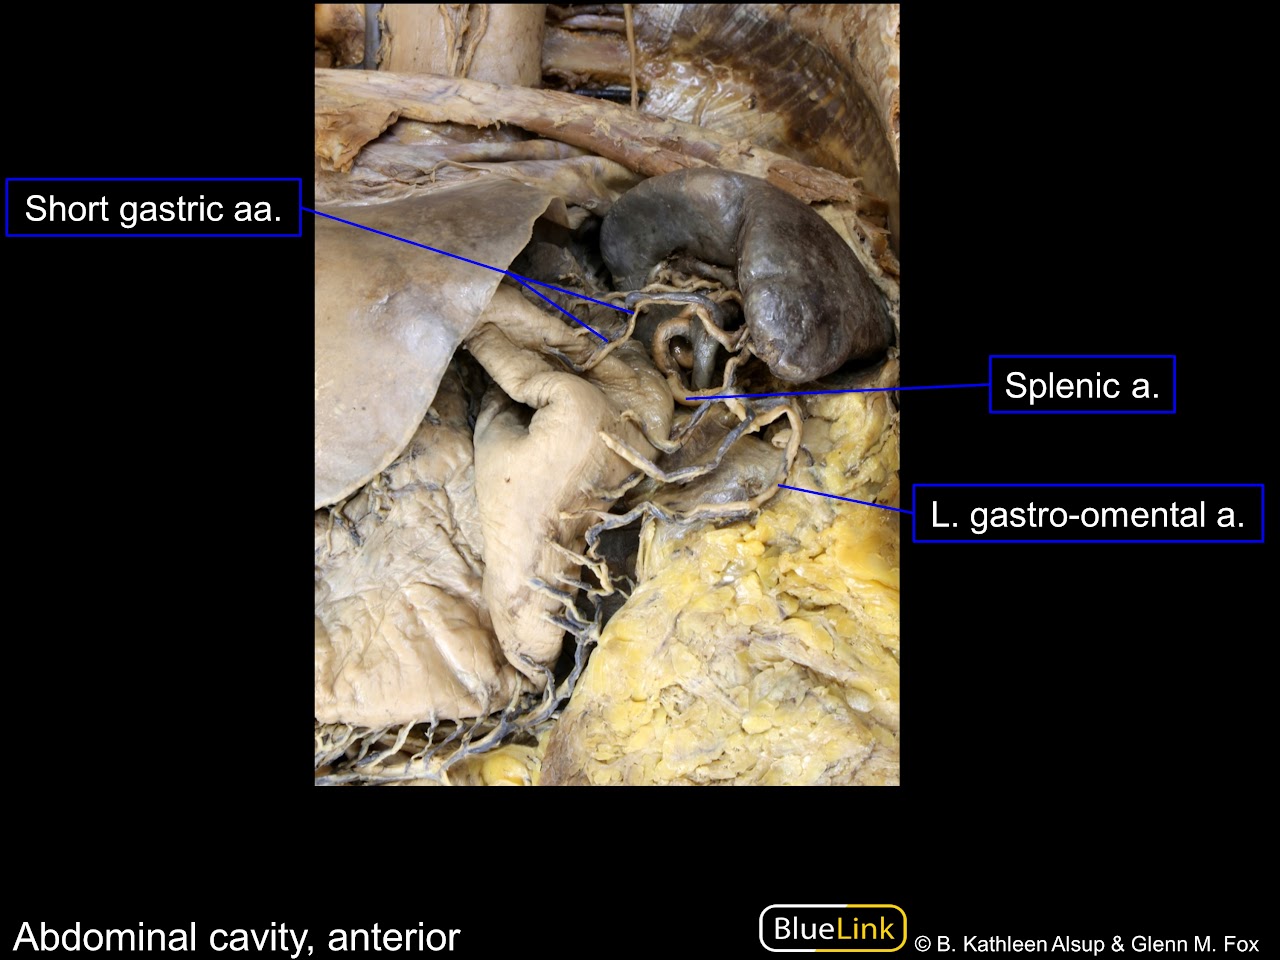 Short gastric aa.
Splenic a.
L. gastro-omental a.
Abdominal cavity, anterior
BlueLink
© B. Kathleen Alsup & Glenn M. Fox